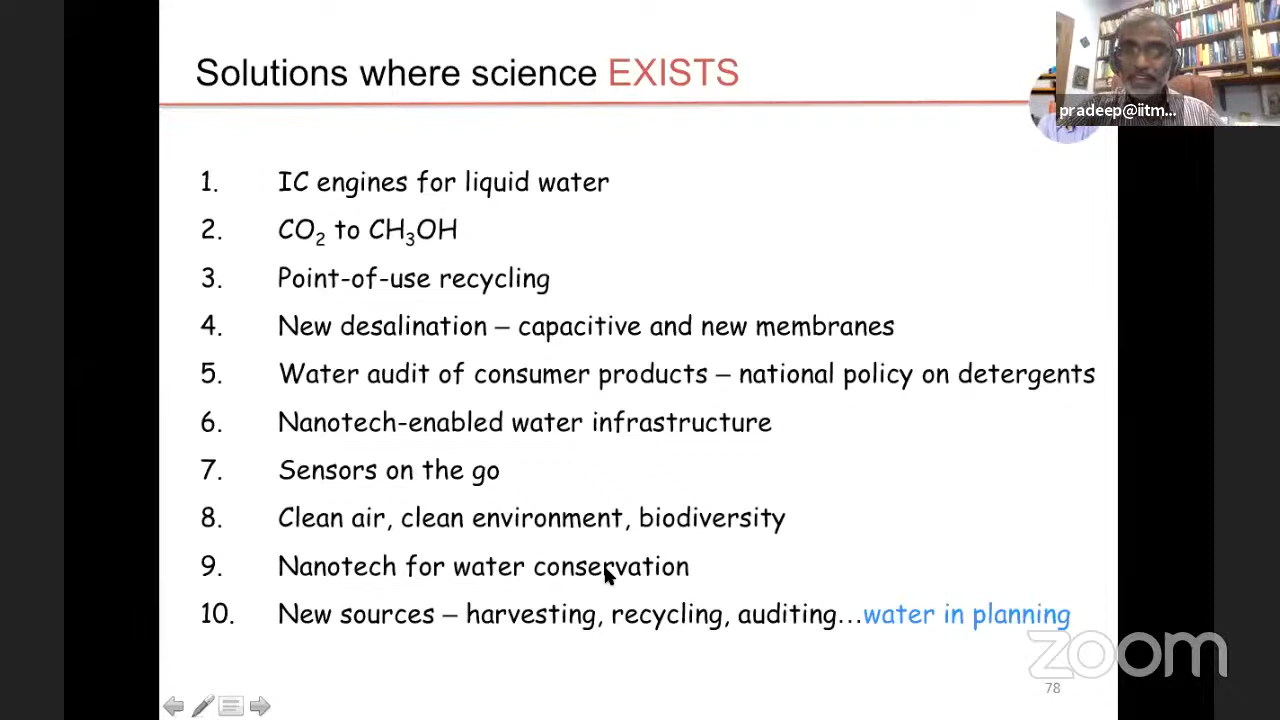 Solutions where science EXISTS
pradeep@iitm...
1. IC engines for liquid water
2. CO₂ to CH₃OH
3. Point-of-use recycling
4. New desalination – capacitive and new membranes
5. Water audit of consumer products – national policy on detergents
6. Nanotech-enabled water infrastructure
7. Sensors on the go
8. Clean air, clean environment, biodiversity
9. Nanotech for water conservation
10. New sources – harvesting, recycling, auditing...water in planning
zoom
78